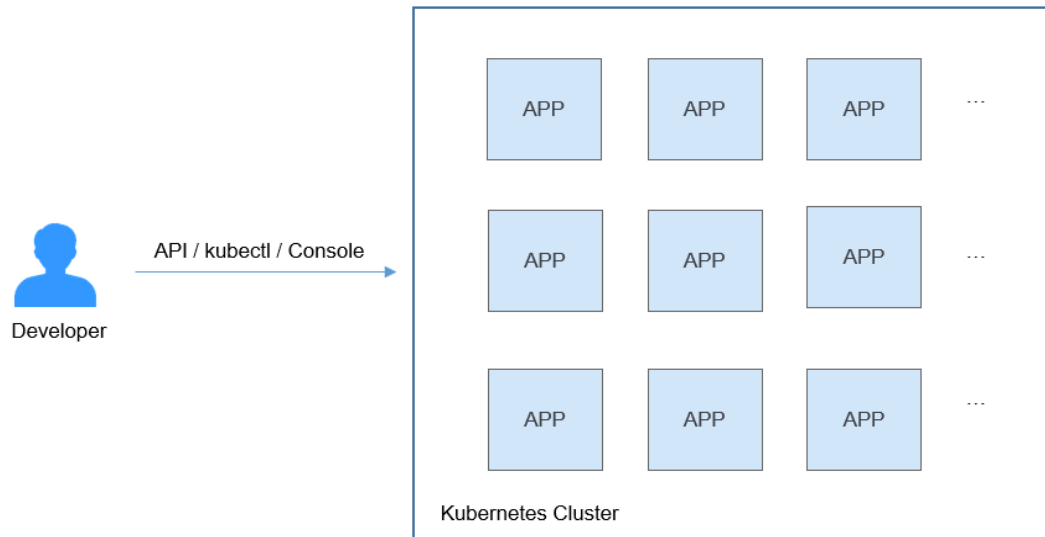 APP APP APP ...
API / kubectl / Console
APP APP APP ...
Developer
APP APP APP ...
Kubernetes Cluster